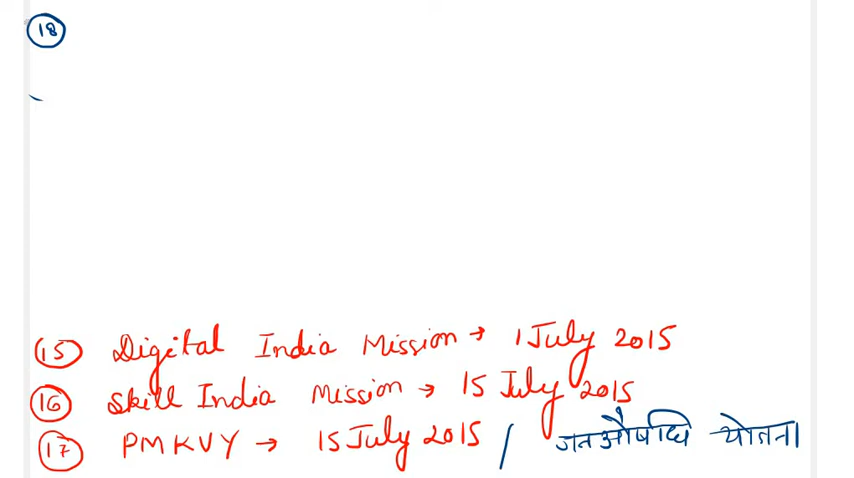 18
15 Digital India Mission → 1 July 2015
16 Skill India Mission → 15 July 2015
17 PMKVY → 15 July 2015 / जनऔषधि योजना